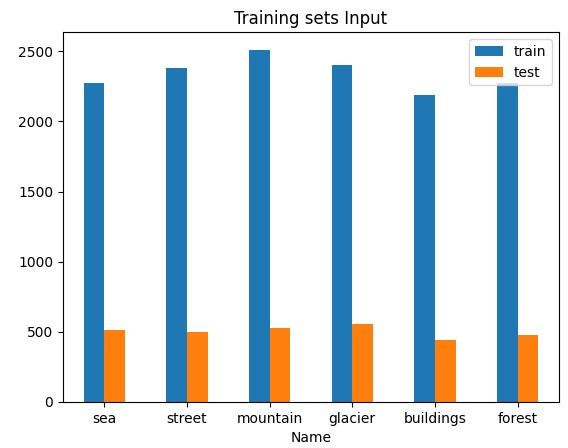 Training sets Input
train
test
2500
2000
1500
1000
500
0
sea street mountain glacier buildings forest
Name